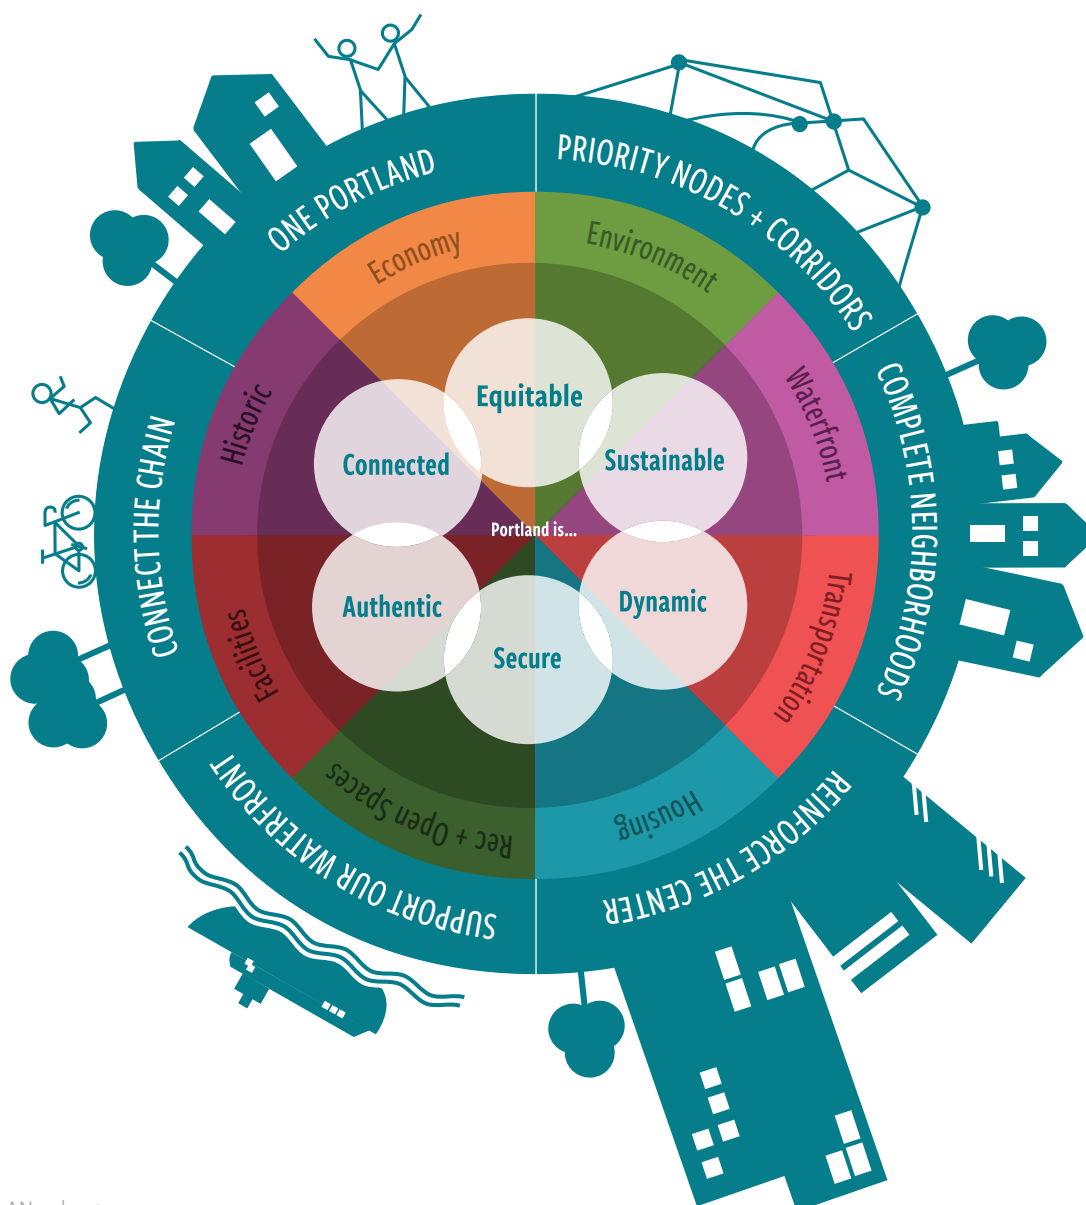 ONE PORTLAND
PRIORITY NODES + CORRIDORS
COMPLETE NEIGHBORHOODS
REINFORCE THE CENTER
SUPPORT OUR WATERFRONT
CONNECT THE CHAIN
Economy
Environment
Waterfront
Transportation
Housing
Rec + Open Spaces
Facilities
Historic
Equitable
Sustainable
Dynamic
Secure
Authentic
Connected
Portland is...